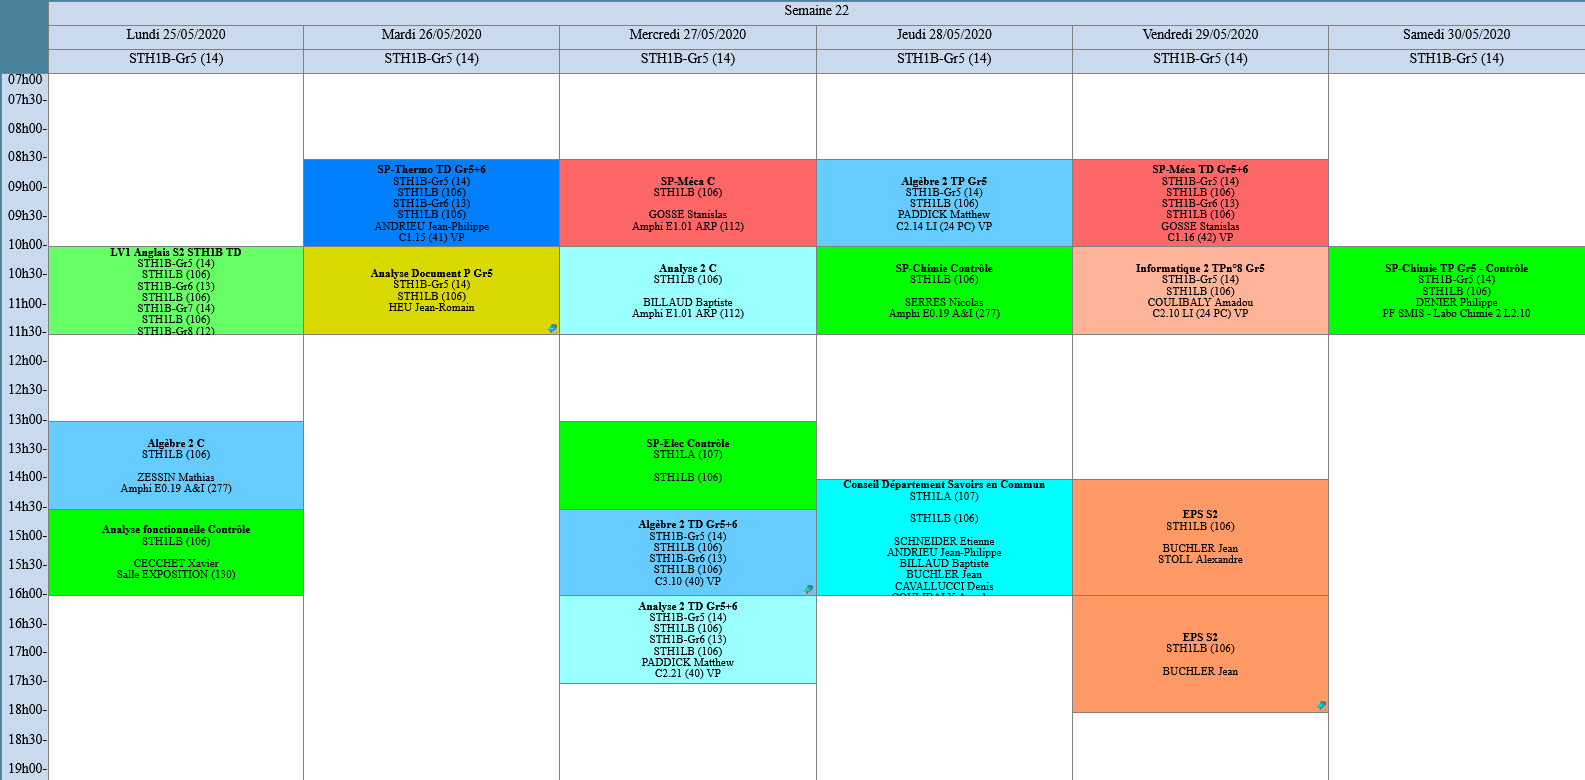 Semaine 22
Lundi 25/05/2020
Mardi 26/05/2020
Mercredi 27/05/2020
Jeudi 28/05/2020
Vendredi 29/05/2020
Samedi 30/05/2020
STH1B-Gr5 (14)
STH1B-Gr5 (14)
STH1B-Gr5 (14)
STH1B-Gr5 (14)
STH1B-Gr5 (14)
STH1B-Gr5 (14)
07h00
07h30-
08h00-
08h30-
09h00-
09h30-
10h00-
10h30-
11h00-
11h30-
12h00-
12h30-
13h00-
13h30-
14h00-
14h30-
15h00-
15h30-
16h00-
16h30-
17h00-
17h30-
18h00-
18h30-
19h00-
LV1 Anglais S2 STH1B TD
STH1B-Gr5 (14)
STH1LB (106)
STH1B-Gr6 (13)
STH1LB (106)
STH1B-Gr7 (14)
STH1LB (106)
STH1B-Gr8 (12)
Algèbre 2 C
STH1LB (106)
ZESSIN Mathias
Amphi E0.19 A&I (277)
Analyse fonctionnelle Contrôle
STH1LB (106)
CECCHET Xavier
Salle EXPOSITION (130)
SP-Thermo TD Gr5+6
STH1B-Gr5 (14)
STH1LB (106)
STH1B-Gr6 (13)
STH1LB (106)
ANDRIEU Jean-Philippe
C1.15 (41) VP
Analyse Document P Gr5
STH1B-Gr5 (14)
STH1LB (106)
HEU Jean-Romain
SP-Méca C
STH1LB (106)
GOSSE Stanislas
Amphi E1.01 ARP (112)
Analyse 2 C
STH1LB (106)
BILLAUD Baptiste
Amphi E1.01 ARP (112)
SP-Elec Contrôle
STH1LA (107)
STH1LB (106)
Algèbre 2 TD Gr5+6
STH1B-Gr5 (14)
STH1LB (106)
STH1B-Gr6 (13)
STH1LB (106)
C3.10 (40) VP
Analyse 2 TD Gr5+6
STH1B-Gr5 (14)
STH1LB (106)
STH1B-Gr6 (13)
STH1LB (106)
PADDICK Matthew
C2.21 (40) VP
Algèbre 2 TP Gr5
STH1B-Gr5 (14)
STH1LB (106)
PADDICK Matthew
C2.14 LI (24 PC) VP
SP-Chimie Contrôle
STH1LB (106)
SERRES Nicolas
Amphi E0.19 A&I (277)
Conseil Département Savoirs en Commun
STH1LA (107)
STH1LB (106)
SCHNEIDER Etienne
ANDRIEU Jean-Philippe
BILLAUD Baptiste
BUCHLER Jean
CAVALLUCCI Denis
SP-Méca TD Gr5+6
STH1B-Gr5 (14)
STH1LB (106)
STH1B-Gr6 (13)
STH1LB (106)
GOSSE Stanislas
C1.16 (42) VP
Informatique 2 TPn°8 Gr5
STH1B-Gr5 (14)
STH1LB (106)
COULIBALY Amadou
C2.10 LI (24 PC) VP
EPS S2
STH1LB (106)
BUCHLER Jean
STOLL Alexandre
EPS S2
STH1LB (106)
BUCHLER Jean
SP-Chimie TP Gr5 - Contrôle
STH1B-Gr5 (14)
STH1LB (106)
DENIER Philippe
PF SMIS - Labo Chimie 2 L2.10